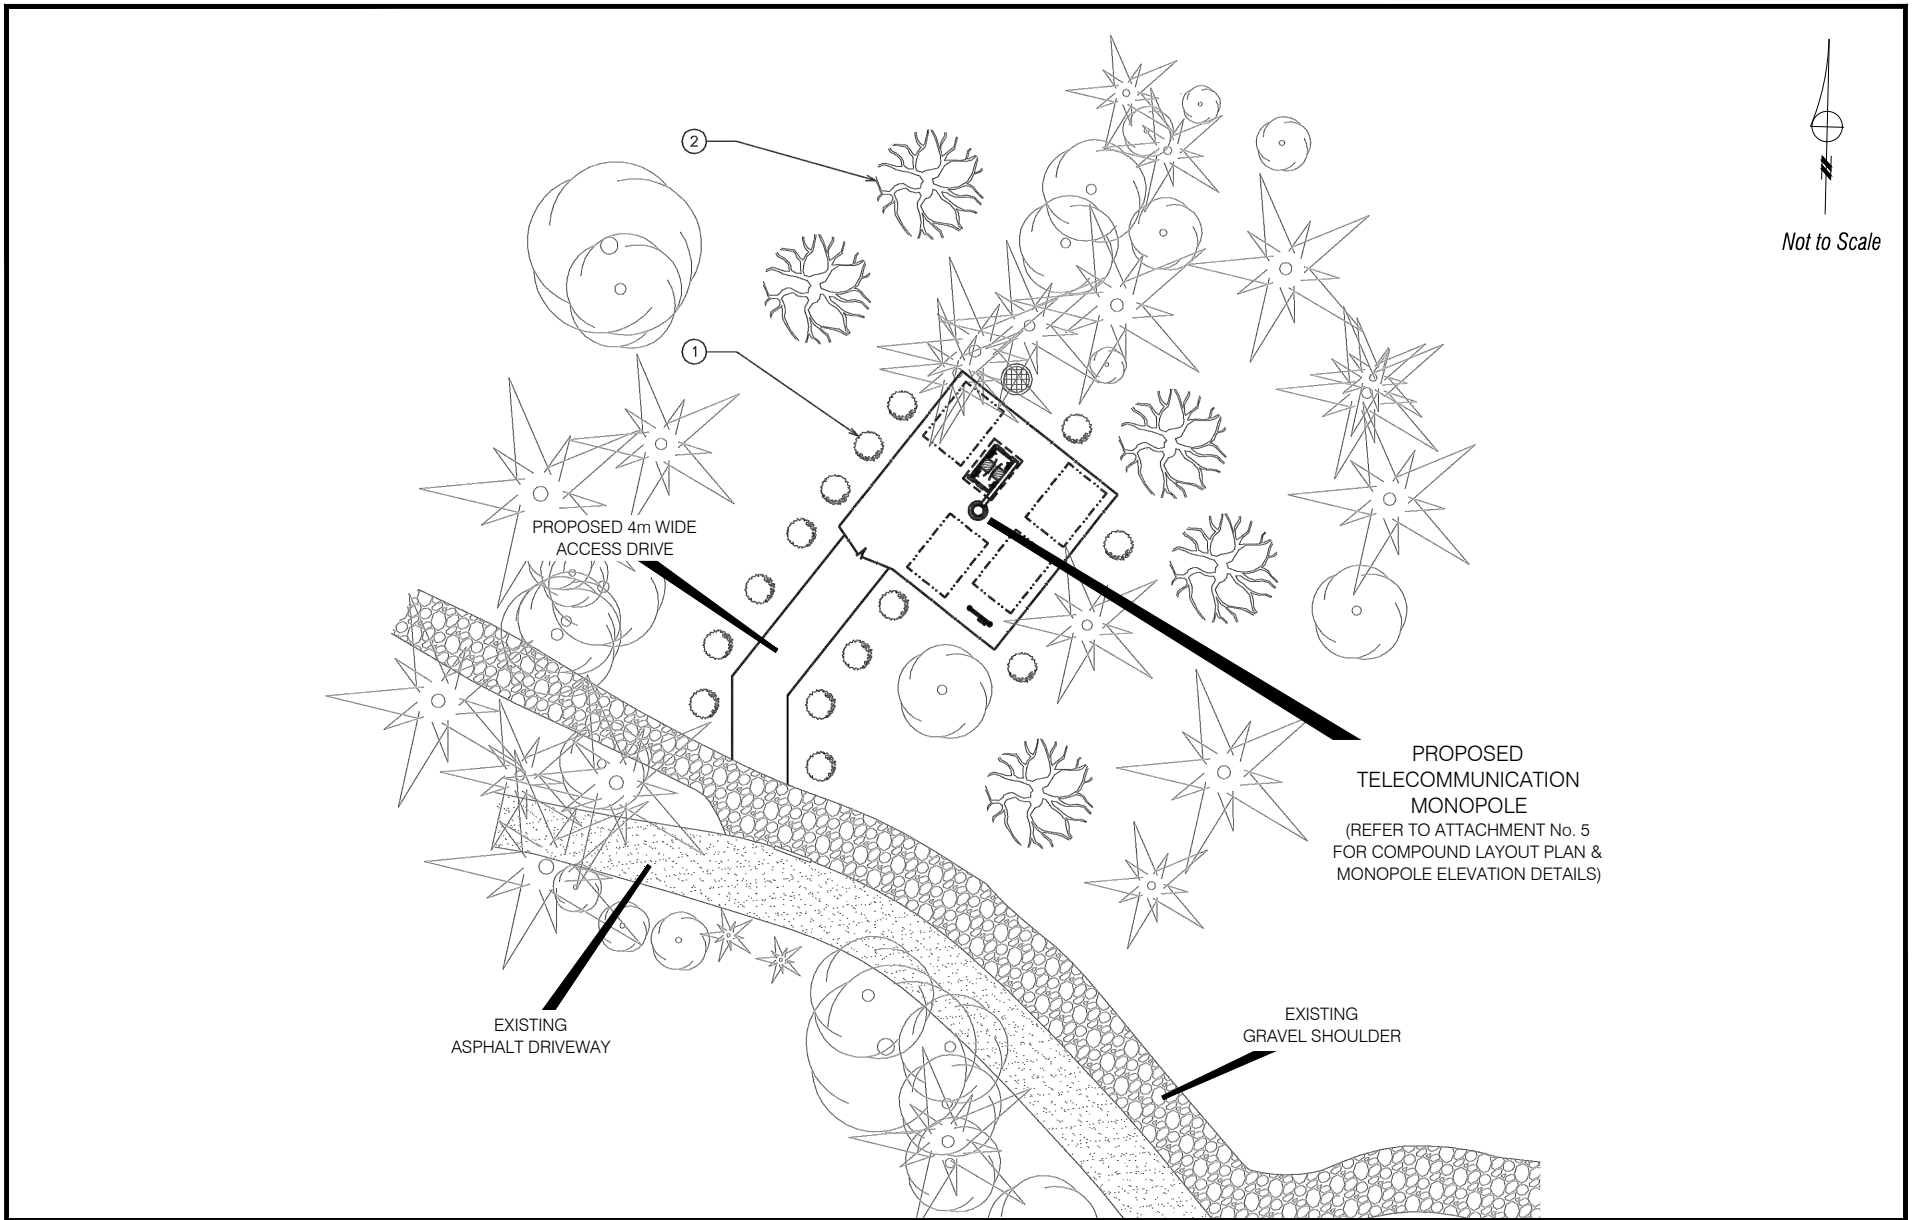 2
Not to Scale
1
PROPOSED 4m WIDE
ACCESS DRIVE
PROPOSED
TELECOMMUNICATION
MONOPOLE
(REFER TO ATTACHMENT No. 5
FOR COMPOUND LAYOUT PLAN &
MONOPOLE ELEVATION DETAILS)
EXISTING
ASPHALT DRIVEWAY
EXISTING
GRAVEL SHOULDER